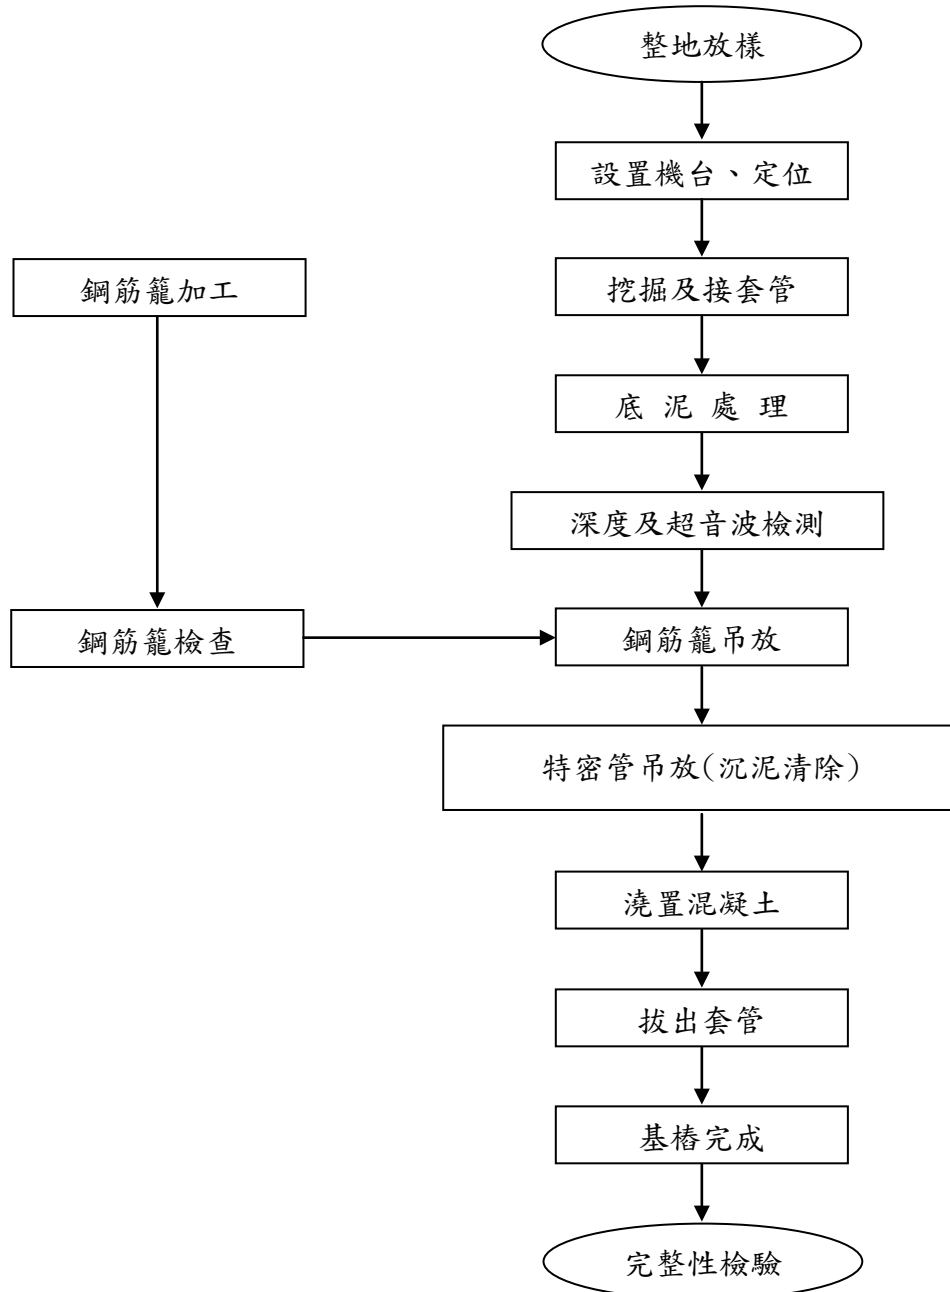 整地放樣
設置機台、定位
鋼筋籠加工
挖掘及接套管
底 泥 處 理
深度及超音波檢測
鋼筋籠檢查
鋼筋籠吊放
特密管吊放(沉泥清除)
澆置混凝土
拔出套管
基樁完成
完整性檢驗